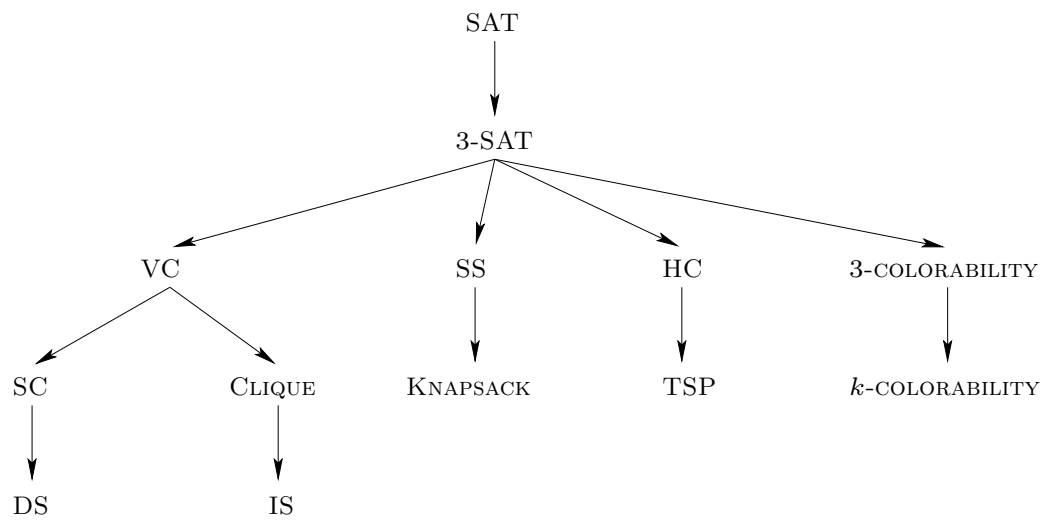 SAT
3-SAT
VC SS HC 3-COLORABILITY
SC CLIQUE KNAPSACK TSP k-COLORABILITY
DS IS